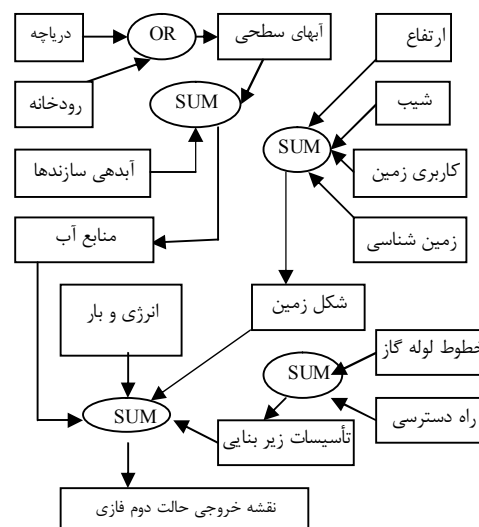 دریاچه
OR
آبهای سطحی
ارتفاع
رودخانه
SUM
شیب
SUM
آبدهی سازندها
کاربری زمین
منابع آب
زمین شناسی
انرژی و بار
شکل زمین
خطوط لوله گاز
SUM
SUM
تأسیسات زیر بنایی
راه دسترسی
نقشه خروجی حالت دوم فازی